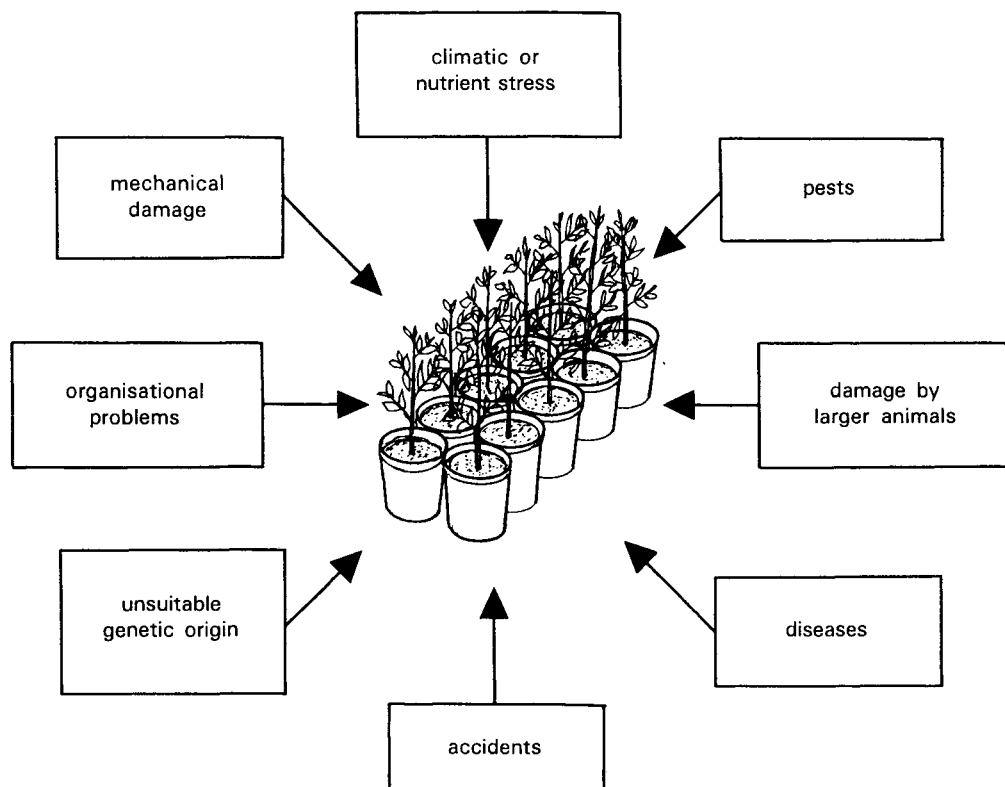 climatic or
nutrient stress
mechanical
damage
pests
organisational
problems
damage by
larger animals
unsuitable
genetic origin
diseases
accidents